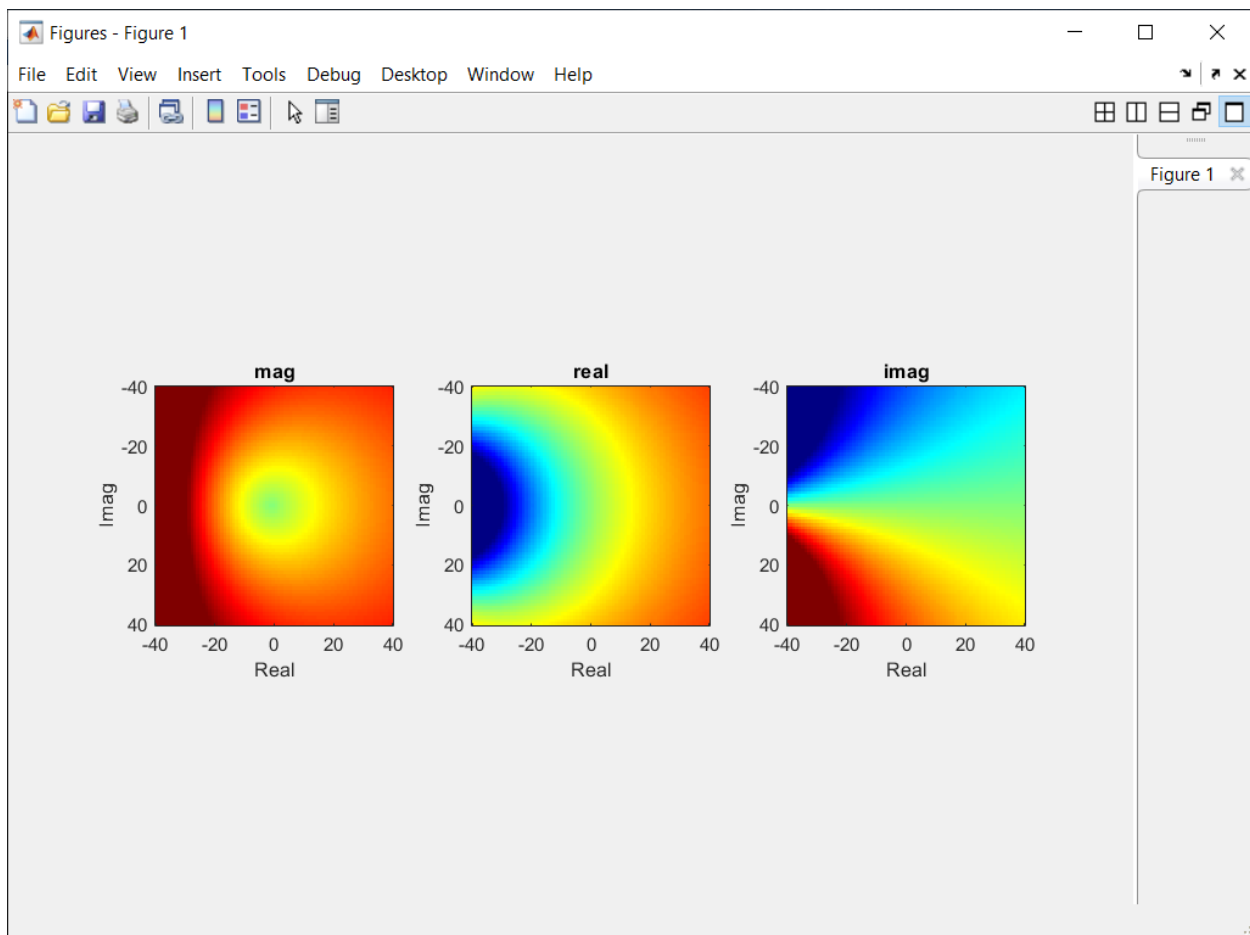 Figures - Figure 1
File Edit View Insert Tools Debug Desktop Window Help
Figure 1
mag
-40
-20
0
20
40
Imag
-40 -20 0 20 40
Real
real
-40
-20
0
20
40
Imag
-40 -20 0 20 40
Real
imag
-40
-20
0
20
40
Imag
-40 -20 0 20 40
Real